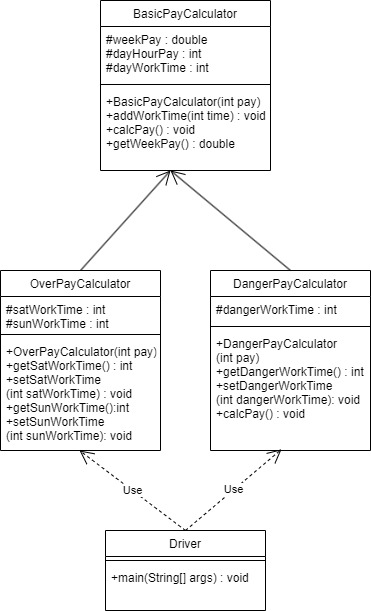 BasicPayCalculator
#weekPay : double
#dayHourPay : int
#dayWorkTime : int
+BasicPayCalculator(int pay)
+addWorkTime(int time) : void
+calcPay() : void
+getWeekPay() : double
OverPayCalculator
#satWorkTime : int
#sunWorkTime : int
+OverPayCalculator(int pay)
+getSatWorkTime() : int
+setSatWorkTime
(int satWorkTime) : void
+getSunWorkTime():int
+setSunWorkTime
(int sunWorkTime): void
DangerPayCalculator
#dangerWorkTime : int
+DangerPayCalculator
(int pay)
+getDangerWorkTime() : int
+setDangerWorkTime
(int dangerWorkTime): void
+calcPay() : void
Use
Use
Driver
+main(String[] args) : void